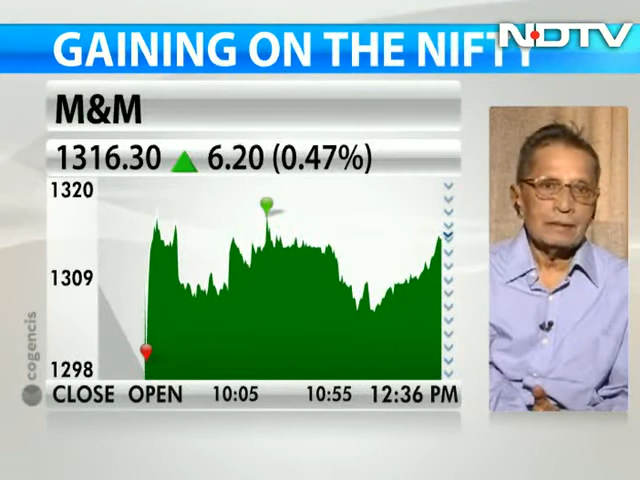 GAINING ON THE NIFTY
NDTV
M&M
1316.30 ▲ 6.20 (0.47%)
1320
1309
1298
cogencis
CLOSE OPEN 10:05 10:55 12:36 PM